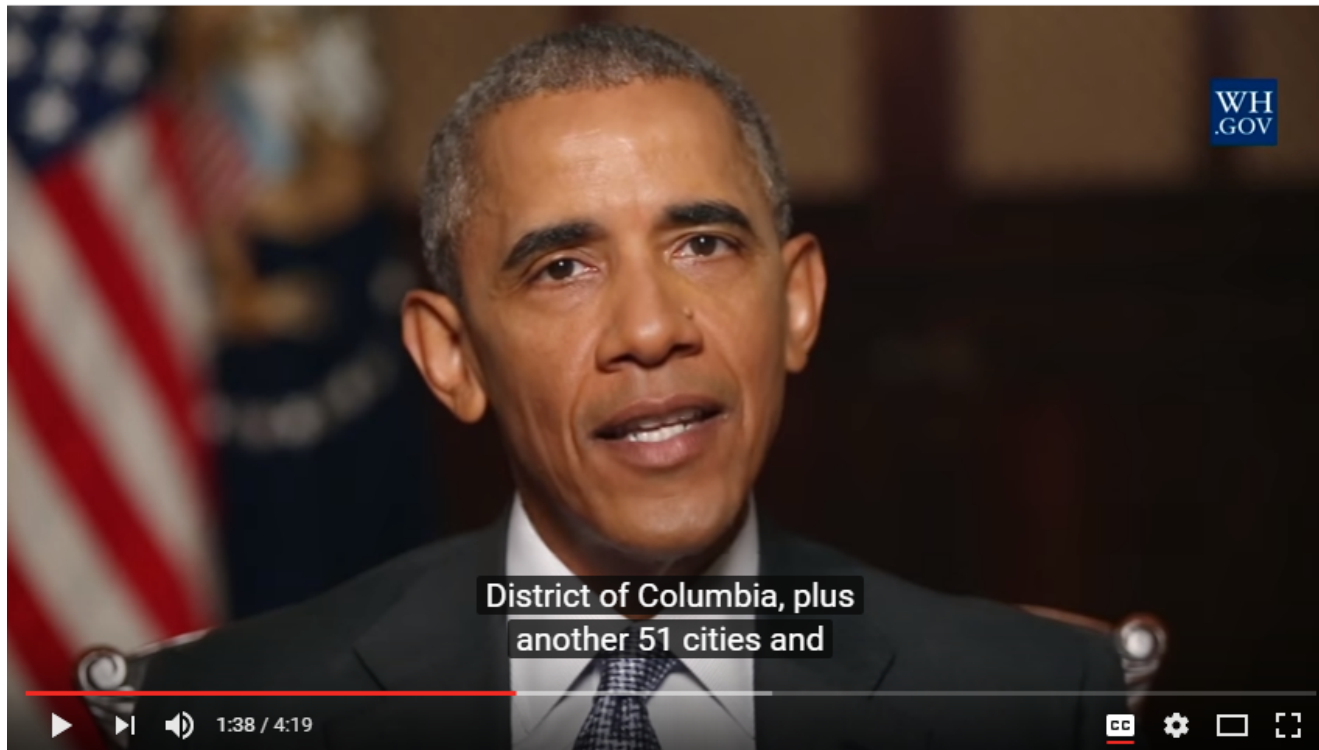 WH
.GOV
District of Columbia, plus
another 51 cities and
1:38 / 4:19
CC